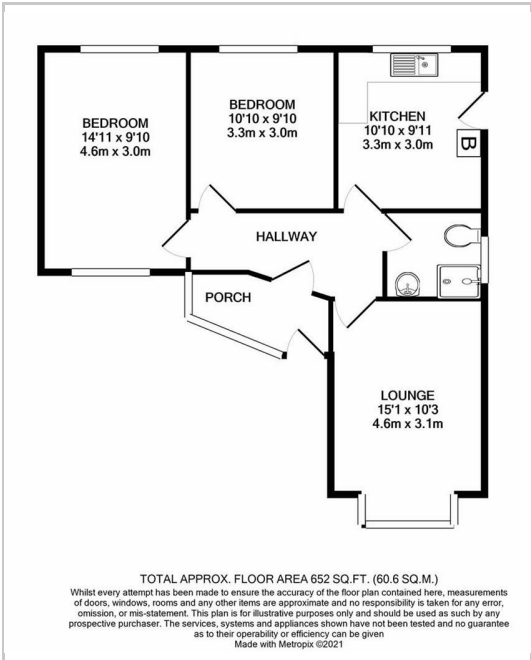 BEDROOM
14'11 x 9'10
4.6m x 3.0m
BEDROOM
10'10 x 9'10
3.3m x 3.0m
KITCHEN
10'10 x 9'11
3.3m x 3.0m
B
HALLWAY
PORCH
LOUNGE
15'1 x 10'3
4.6m x 3.1m
TOTAL APPROX. FLOOR AREA 652 SQ.FT. (60.6 SQ.M.)
Whilst every attempt has been made to ensure the accuracy of the floor plan contained here, measurements
of doors, windows, rooms and any other items are approximate and no responsibility is taken for any error,
omission, or mis-statement. This plan is for illustrative purposes only and should be used as such by any
prospective purchaser. The services, systems and appliances shown have not been tested and no guarantee
as to their operability or efficiency can be given
Made with Metropix ©2021